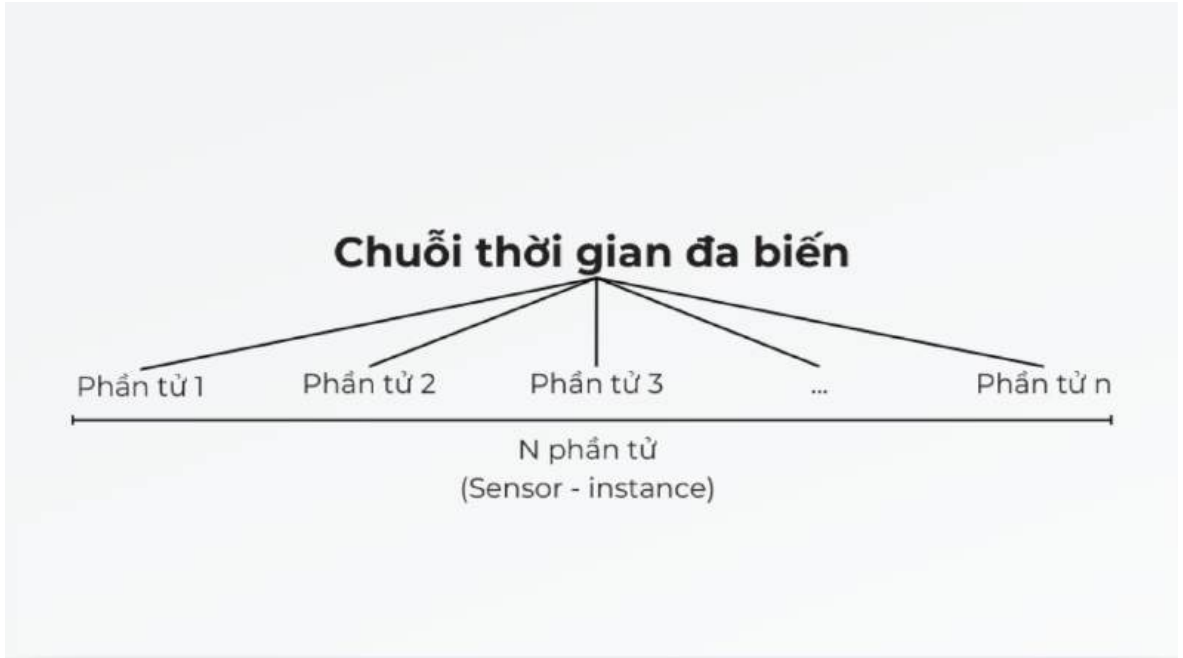 Chuỗi thời gian đa biến
Phần tử 1 Phần tử 2 Phần tử 3 ... Phần tử n
N phần tử
(Sensor - instance)